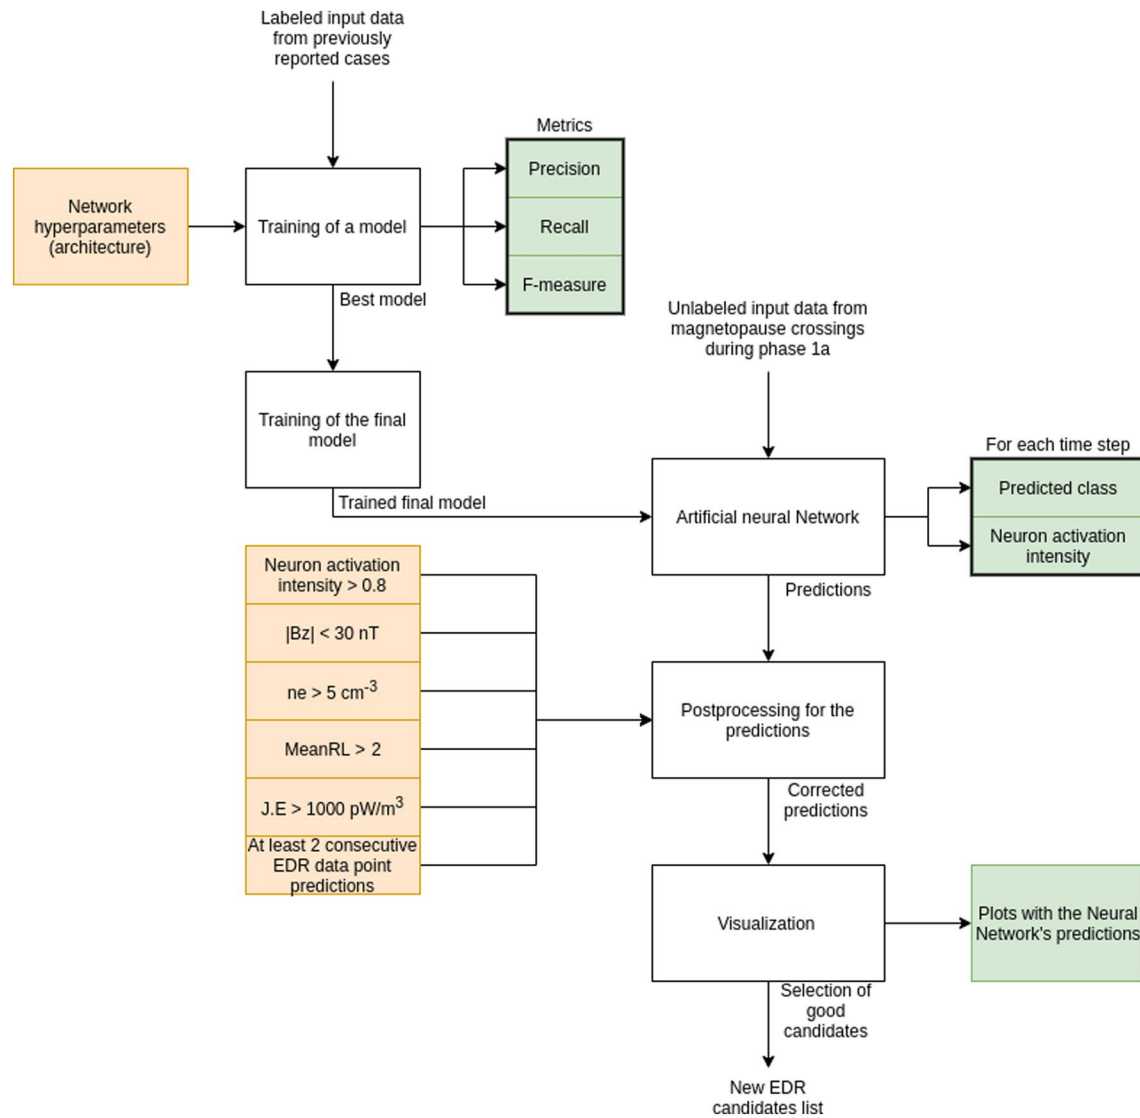 Labeled input data
from previously
reported cases
Metrics
Network
hyperparameters
(architecture)
Training of a model
Precision
Recall
F-measure
Best model
Unlabeled input data from
magnetopause crossings
during phase 1a
Training of the final
model
Trained final model
Artificial neural Network
For each time step
Predicted class
Neuron activation
intensity
Predictions
Neuron activation
intensity > 0.8
|Bz| < 30 nT
ne > 5 cm⁻³
MeanRL > 2
J.E > 1000 pW/m³
At least 2 consecutive
EDR data point
predictions
Postprocessing for the
predictions
Corrected
predictions
Visualization
Plots with the Neural
Network's predictions
Selection of
good
candidates
New EDR
candidates list